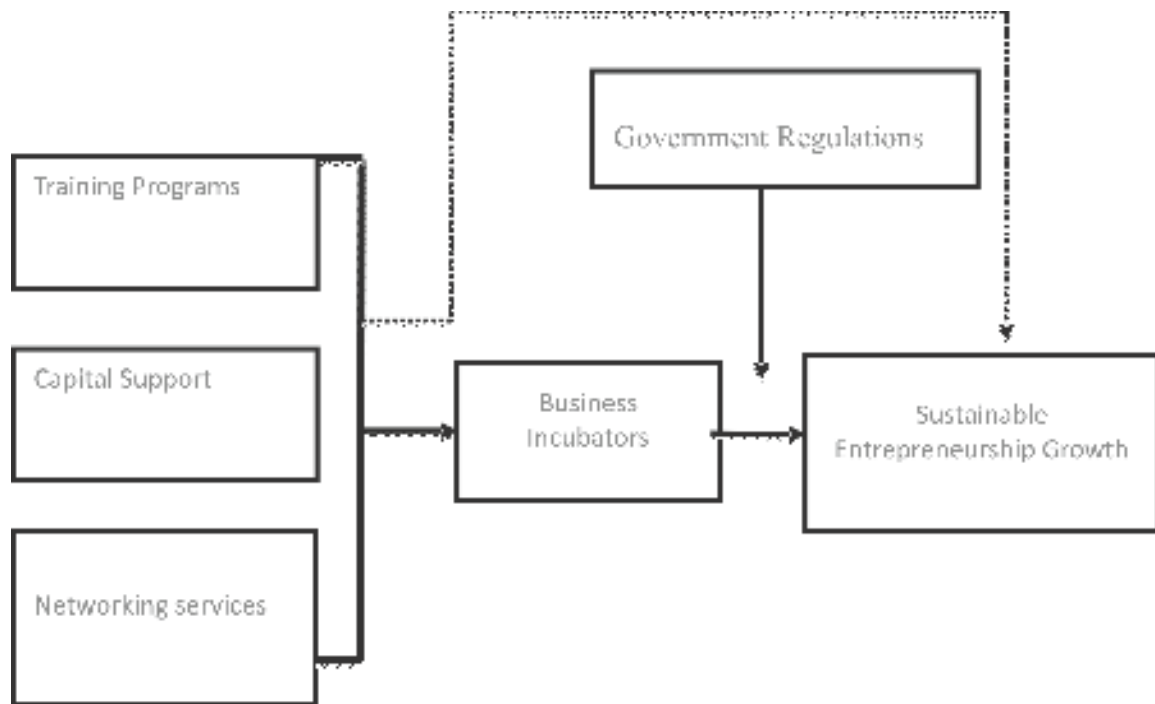 Government Regulations
Training Programs
Capital Support
Business
Incubators
Sustainable
Entrepreneurship Growth
Networking services